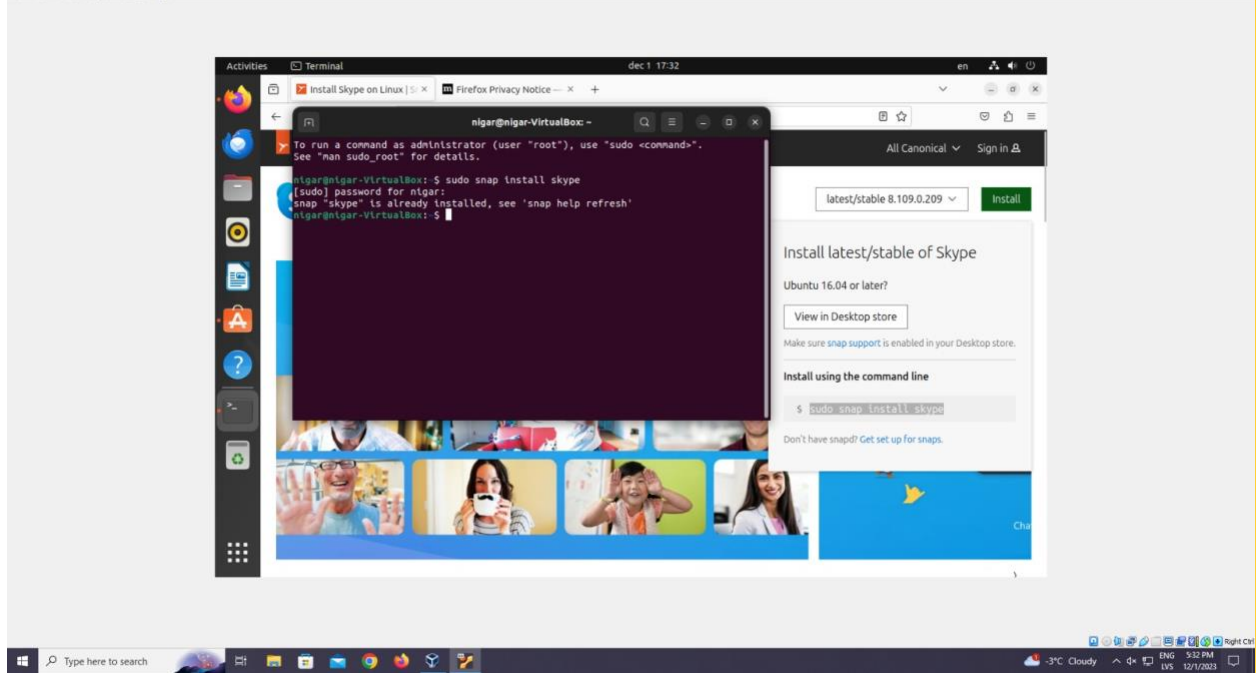 Activities Terminal dec 1 17:32 en
Install Skype on Linux | S
Firefox Privacy Notice —
nigar@nigar-VirtualBox: ~
To run a command as administrator (user "root"), use "sudo <command>".
See "man sudo_root" for details.
nigar@nigar-VirtualBox:~$ sudo snap install skype
[sudo] password for nigar:
snap "skype" is already installed, see 'snap help refresh'
nigar@nigar-VirtualBox:~$
All Canonical Sign in
latest/stable 8.109.0.209 Install
Install latest/stable of Skype
Ubuntu 16.04 or later?
View in Desktop store
Make sure snap support is enabled in your Desktop store.
Install using the command line
$ sudo snap install skype
Don't have snapd? Get set up for snaps.
Cha
Right Ctrl
Type here to search
-3°C Cloudy
ENG 5:32 PM
LVS 12/1/2023